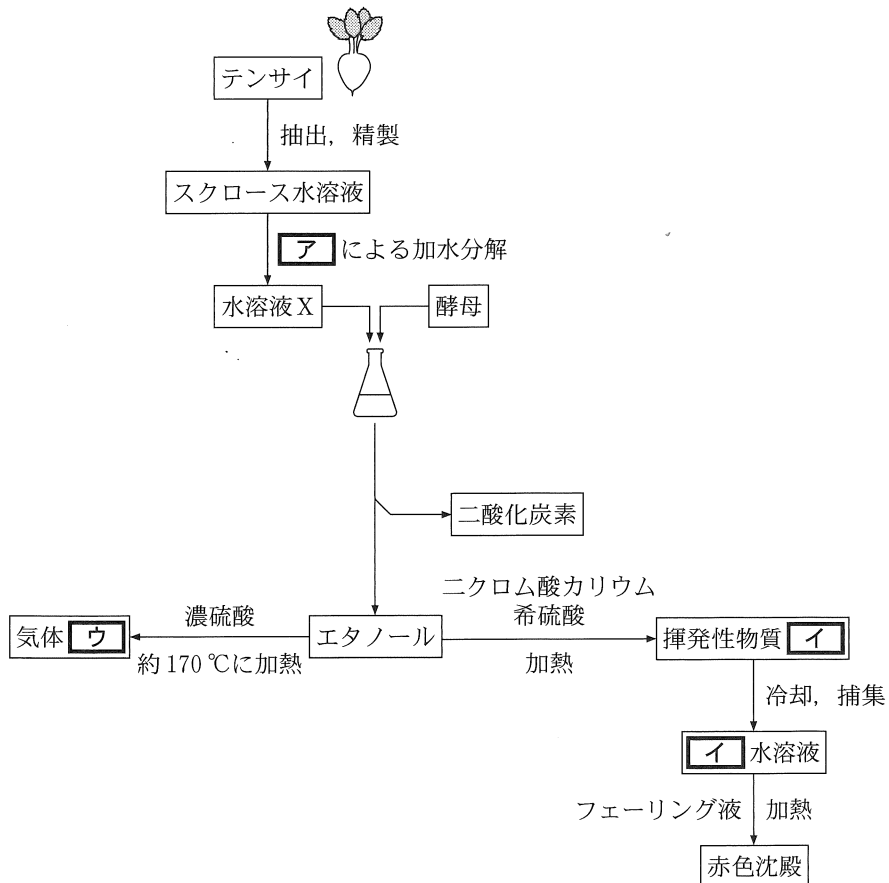 テンサイ
抽出，精製
スクロース水溶液
アによる加水分解
水溶液X
酵母
二酸化炭素
濃硫酸
二クロム酸カリウム
希硫酸
気体 ウ
エタノール
揮発性物質 イ
約170℃に加熱
加熱
冷却，捕集
イ 水溶液
フェーリング液 加熱
赤色沈殿